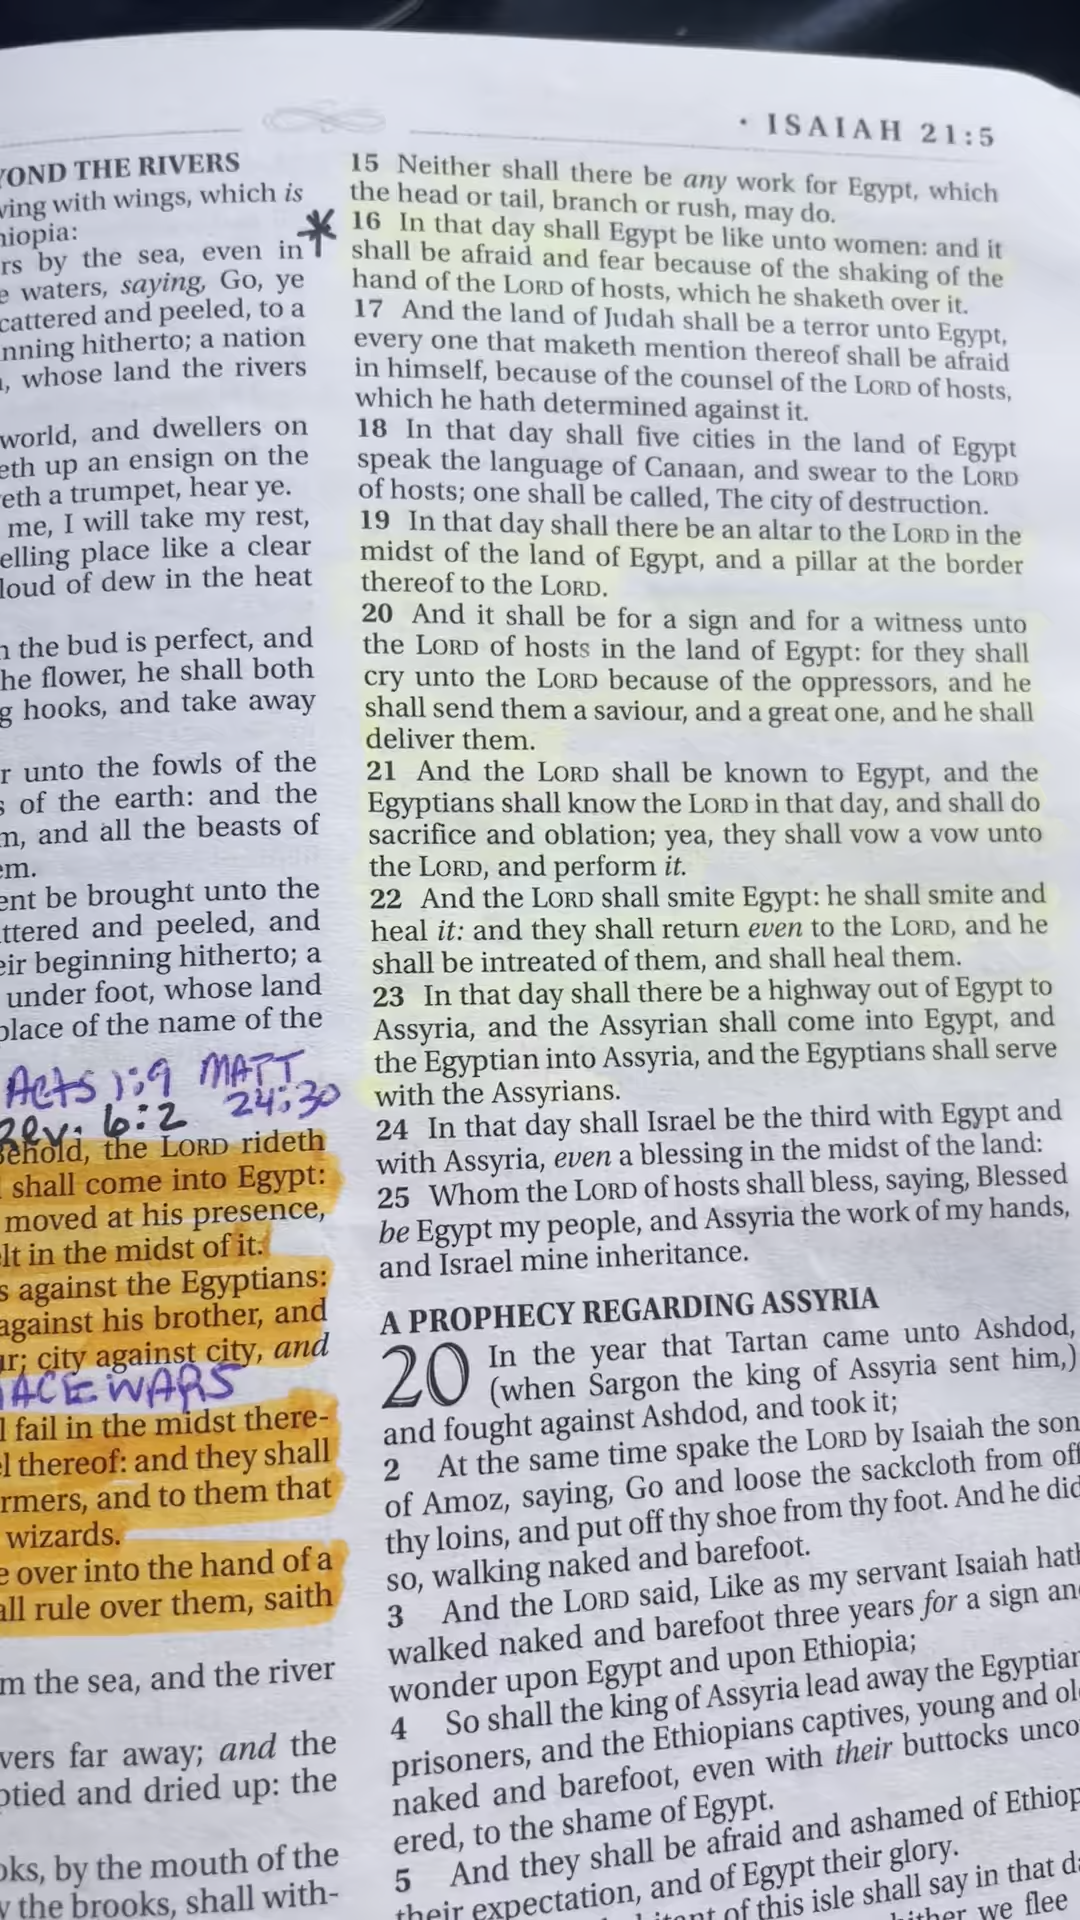 • ISAIAH 21:5
YOND THE RIVERS
wing with wings, which is
hiopia:
rs by the sea, even in
e waters, saying, Go, ye
cattered and peeled, to a
nning hitherto; a nation
, whose land the rivers
world, and dwellers on
eth up an ensign on the
eth a trumpet, hear ye.
me, I will take my rest,
elling place like a clear
loud of dew in the heat
n the bud is perfect, and
he flower, he shall both
g hooks, and take away
r unto the fowls of the
s of the earth: and the
m, and all the beasts of
em.
ent be brought unto the
ttered and peeled, and
eir beginning hitherto; a
under foot, whose land
place of the name of the
Acts 1:9 MATT
24:30
Rev. 6:2
Behold, the LORD rideth
shall come into Egypt:
moved at his presence,
lt in the midst of it.
s against the Egyptians:
against his brother, and
ur; city against city, and
RACE WARS
l fail in the midst there-
el thereof: and they shall
rmers, and to them that
wizards.
e over into the hand of a
all rule over them, saith
m the sea, and the river
vers far away; and the
ptied and dried up: the
oks, by the mouth of the
y the brooks, shall with-
15 Neither shall there be any work for Egypt, which
the head or tail, branch or rush, may do.
* 16 In that day shall Egypt be like unto women: and it
shall be afraid and fear because of the shaking of the
hand of the LORD of hosts, which he shaketh over it.
17 And the land of Judah shall be a terror unto Egypt,
every one that maketh mention thereof shall be afraid
in himself, because of the counsel of the LORD of hosts,
which he hath determined against it.
18 In that day shall five cities in the land of Egypt
speak the language of Canaan, and swear to the LORD
of hosts; one shall be called, The city of destruction.
19 In that day shall there be an altar to the LORD in the
midst of the land of Egypt, and a pillar at the border
thereof to the LORD.
20 And it shall be for a sign and for a witness unto
the LORD of hosts in the land of Egypt: for they shall
cry unto the LORD because of the oppressors, and he
shall send them a saviour, and a great one, and he shall
deliver them.
21 And the LORD shall be known to Egypt, and the
Egyptians shall know the LORD in that day, and shall do
sacrifice and oblation; yea, they shall vow a vow unto
the LORD, and perform it.
22 And the LORD shall smite Egypt: he shall smite and
heal it: and they shall return even to the LORD, and he
shall be intreated of them, and shall heal them.
23 In that day shall there be a highway out of Egypt to
Assyria, and the Assyrian shall come into Egypt, and
the Egyptian into Assyria, and the Egyptians shall serve
with the Assyrians.
24 In that day shall Israel be the third with Egypt and
with Assyria, even a blessing in the midst of the land:
25 Whom the LORD of hosts shall bless, saying, Blessed
be Egypt my people, and Assyria the work of my hands,
and Israel mine inheritance.
A PROPHECY REGARDING ASSYRIA
20 In the year that Tartan came unto Ashdod,
(when Sargon the king of Assyria sent him,)
and fought against Ashdod, and took it;
2 At the same time spake the LORD by Isaiah the son
of Amoz, saying, Go and loose the sackcloth from off
thy loins, and put off thy shoe from thy foot. And he did
so, walking naked and barefoot.
3 And the LORD said, Like as my servant Isaiah hath
walked naked and barefoot three years for a sign and
wonder upon Egypt and upon Ethiopia;
4 So shall the king of Assyria lead away the Egyptian
prisoners, and the Ethiopians captives, young and old
naked and barefoot, even with their buttocks unco
ered, to the shame of Egypt.
5 And they shall be afraid and ashamed of Ethiop
their expectation, and of Egypt their glory.
of this isle shall say in that da
we flee